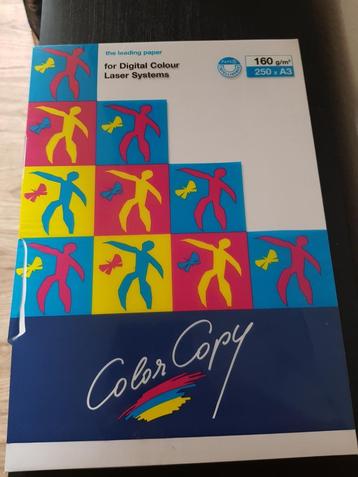 the leading paper
for Digital Colour
Laser Systems
160 g/m²
250 x A3
Color Copy